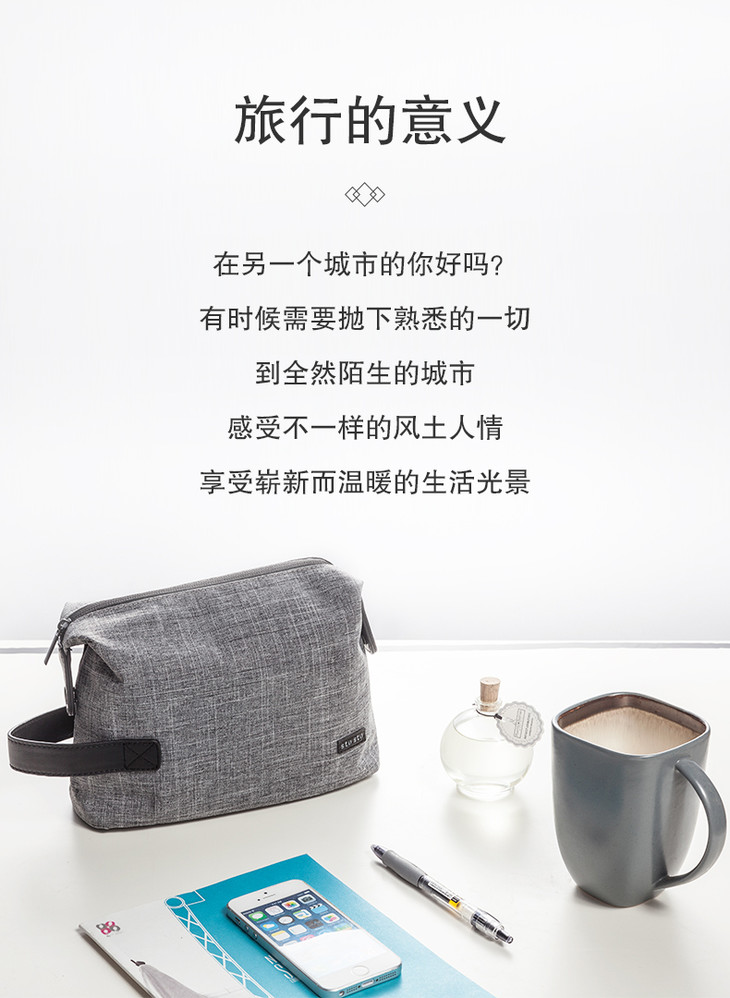 旅行的意义
在另一个城市的你好吗?
有时候需要抛下熟悉的一切
到全然陌生的城市
感受不一样的风土人情
享受崭新而温暖的生活光景